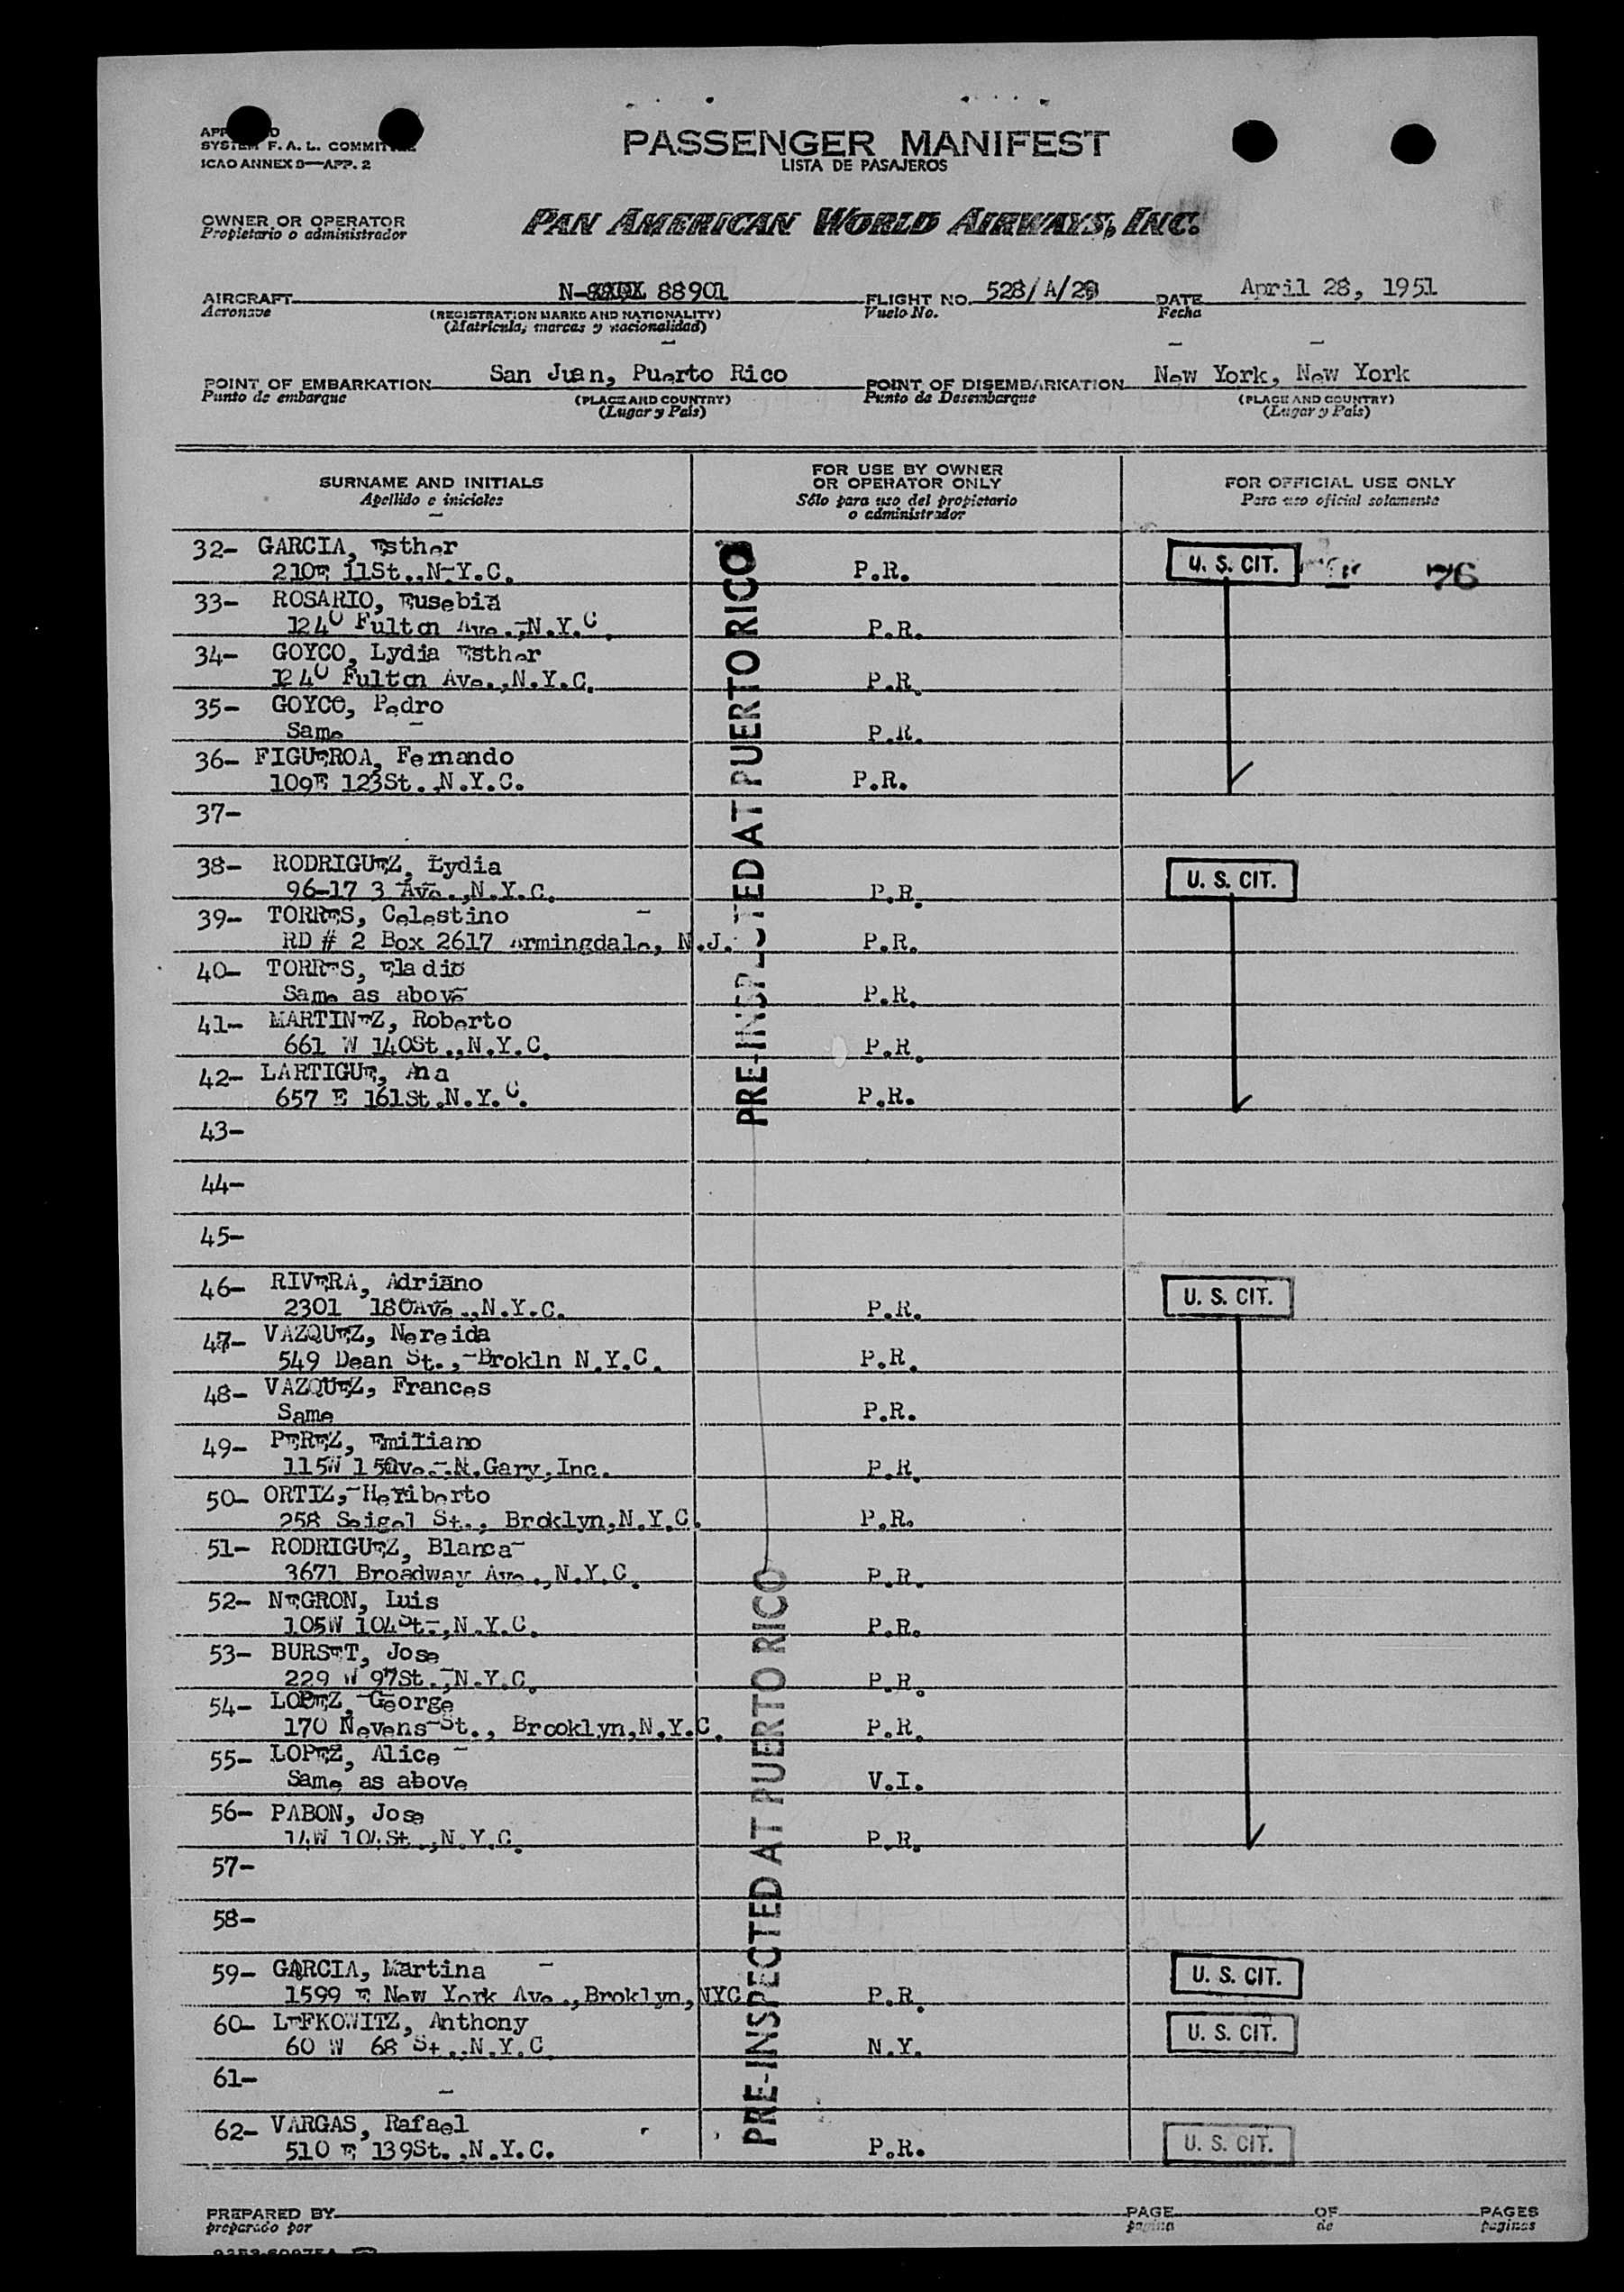 SYSTEM F. A. L. COMMITTEE
ICAO ANNEX 9—APP. 2
PASSENGER MANIFEST
LISTA DE PASAJEROS
OWNER OR OPERATOR
Propietario o administrador
PAN AMERICAN WORLD AIRWAYS, INC.
AIRCRAFT N- 88901 FLIGHT NO. 528/A/28 DATE April 28, 1951
Aeronave (REGISTRATION MARKS AND NATIONALITY) Vuelo No. Fecha
(Matrícula, marcas y nacionalidad)
POINT OF EMBARKATION San Juan, Puerto Rico POINT OF DISEMBARKATION New York, New York
Punto de embarque (PLACE AND COUNTRY) Punto de Desembarque (PLACE AND COUNTRY)
(Lugar y País) (Lugar y País)
SURNAME AND INITIALS FOR USE BY OWNER OR OPERATOR ONLY FOR OFFICIAL USE ONLY
Apellido e iniciales Sólo para uso del propietario o administrador Para uso oficial solamente
PRE-INSPECTED AT PUERTO RICO
32- GARCIA, Esther
210E 11St.,N.Y.C. P.R. U. S. CIT. 76
33- ROSARIO, Eusebia
1240 Fulton Ave.,N.Y.C. P.R.
34- GOYCO, Lydia Esther
1240 Fulton Ave.,N.Y.C. P.R.
35- GOYCO, Pedro
Same P.R.
36- FIGUEROA, Fernando
109E 123St.,N.Y.C. P.R.
37-
38- RODRIGUEZ, Lydia
96-17 3 Ave.,N.Y.C. P.R. U. S. CIT.
39- TORRES, Celestino
RD # 2 Box 2617 armingdale, N.J. P.R.
40- TORRES, Eladio
Same as above P.R.
41- MARTINEZ, Roberto
661 W 140St.,N.Y.C. P.R.
42- LARTIGUE, Ana
657 E 161St.N.Y.C. P.R.
43-
44-
45-
46- RIVERA, Adriano
2301 180Ave.,N.Y.C. P.R. U. S. CIT.
47- VAZQUEZ, Nereida
549 Dean St.,Brokln N.Y.C. P.R.
48- VAZQUEZ, Frances
Same P.R.
49- PEREZ, Emiliano
115W Gary,Inc. P.R.
50- ORTIZ, Heriberto
258 Seigel St., Brcklyn,N.Y.C. P.R.
51- RODRIGUEZ, Blanca
3671 Broadway Ave.,N.Y.C. P.R.
52- NEGRON, Luis
105W 104St.,N.Y.C. P.R.
53- BURSET, Jose
229 W 97St.,N.Y.C. P.R.
54- LOPEZ, George
170 Nevens St., Brooklyn,N.Y.C. P.R.
55- LOPEZ, Alice
Same as above V.I.
56- PABON, Jose
14W 104St.,N.Y.C. P.R.
57-
58-
PRE-INSPECTED AT PUERTO RICO
59- GARCIA, Martina
1599 E New York Ave.,Broklyn,NYC P.R. U. S. CIT.
60- LEFKOWITZ, Anthony
60 W 68 St.,N.Y.C. N.Y. U. S. CIT.
61-
62- VARGAS, Rafael
510 E 139St.,N.Y.C. P.R. U. S. CIT.
PREPARED BY PAGE OF PAGES
preparado por pagina de paginas